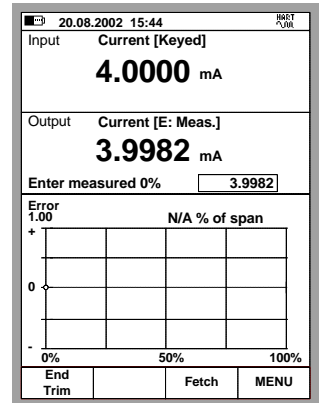 20.08.2002 15:44 HART
Input Current [Keyed]
4.0000 mA
Output Current [E: Meas.]
3.9982 mA
Enter measured 0% 3.9982
Error
1.00 N/A % of span
+
0
-
0% 50% 100%
End Trim Fetch MENU